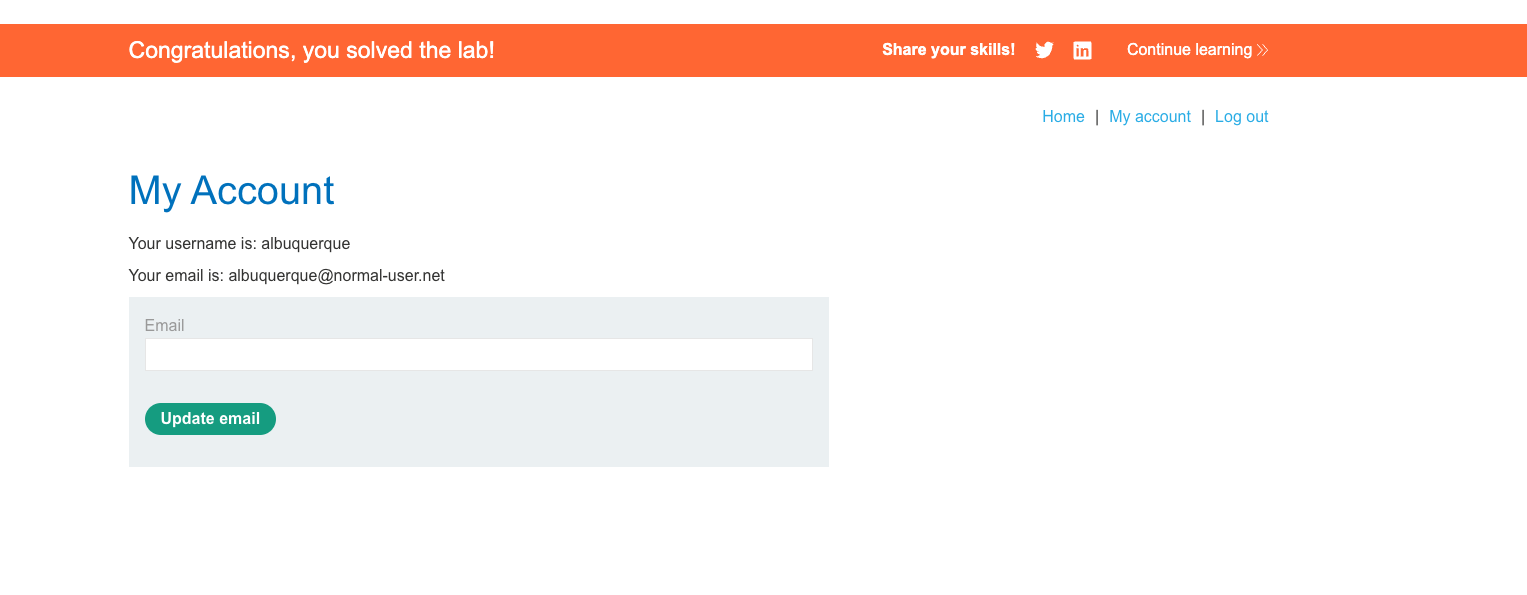 Congratulations, you solved the lab!
Share your skills!
Continue learning
Home | My account | Log out
My Account
Your username is: albuquerque
Your email is: albuquerque@normal-user.net
Email
Update email